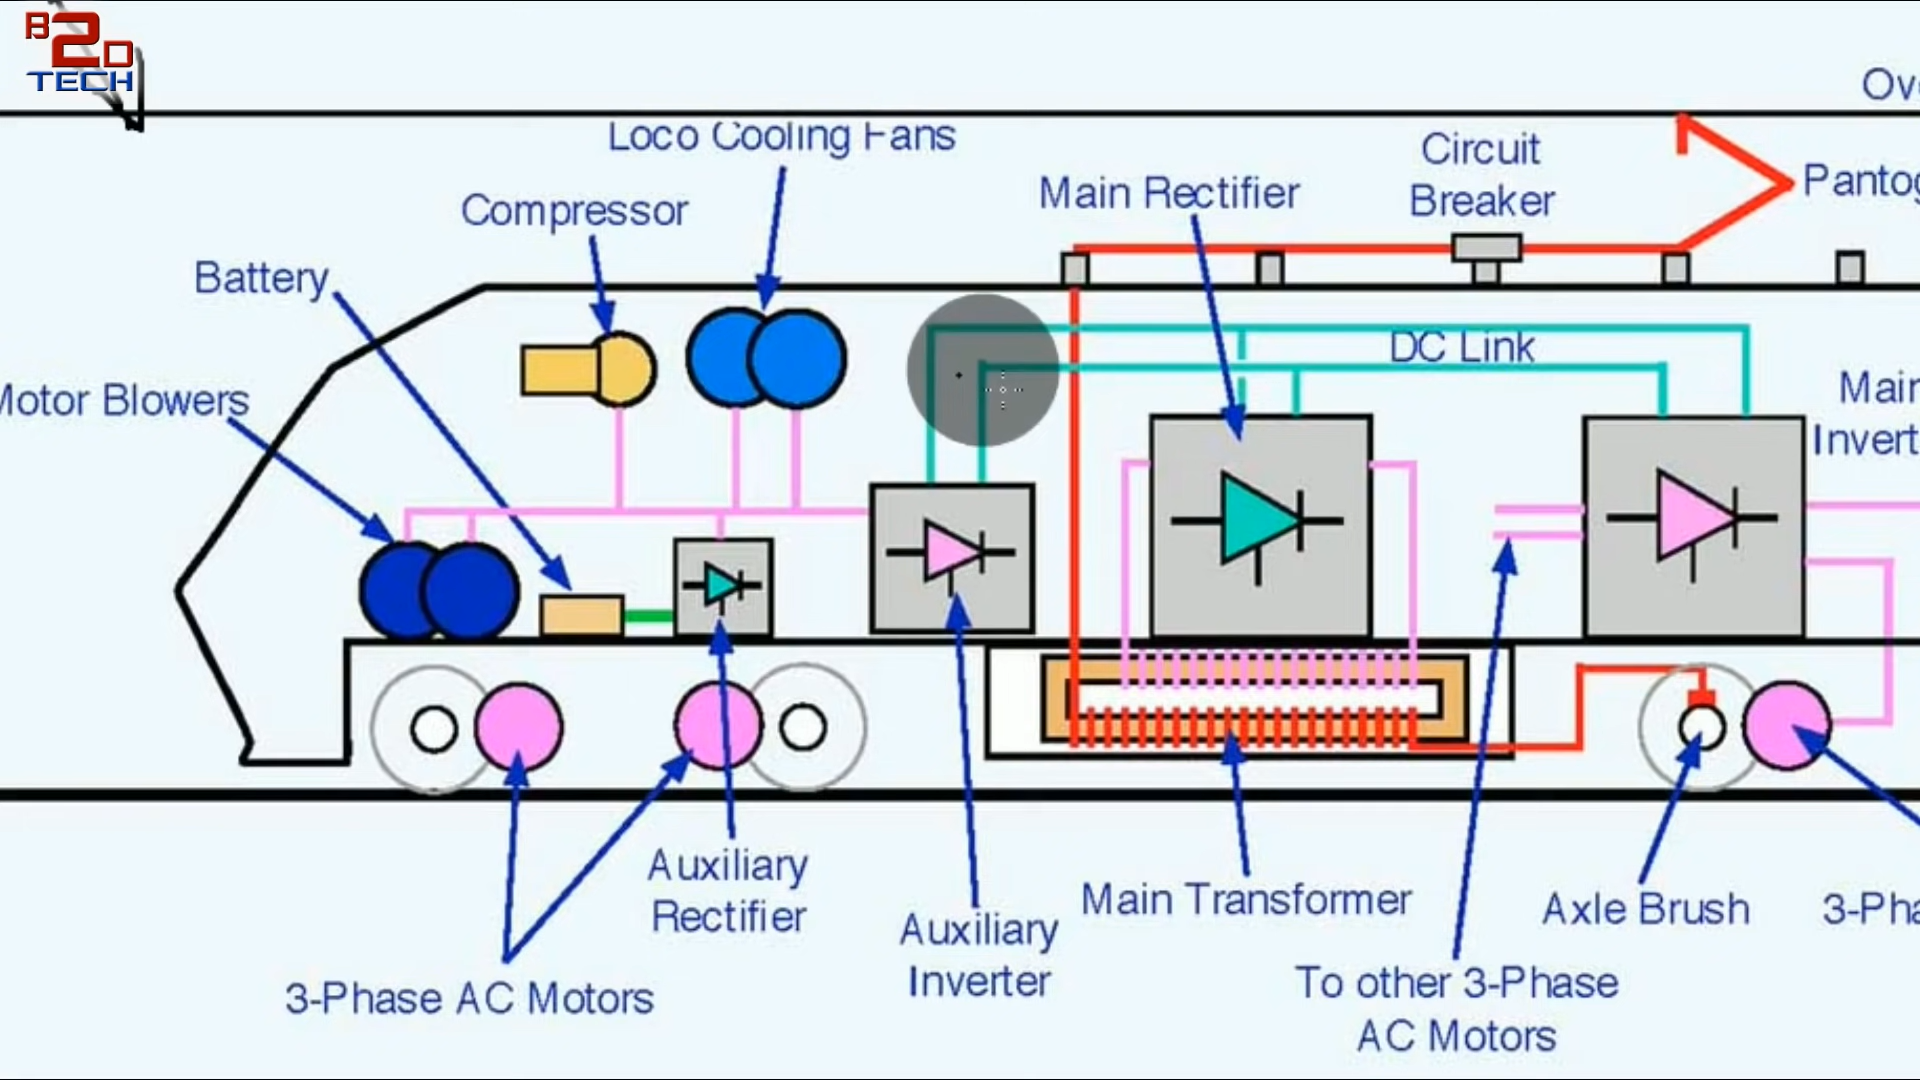 B2D
TECH
Loco Cooling Fans
Circuit
Breaker
Main Rectifier
Compressor
Battery
DC Link
Motor Blowers
Auxiliary
Rectifier
Auxiliary
Inverter
Main Transformer
Axle Brush
3-Phase AC Motors
To other 3-Phase
AC Motors